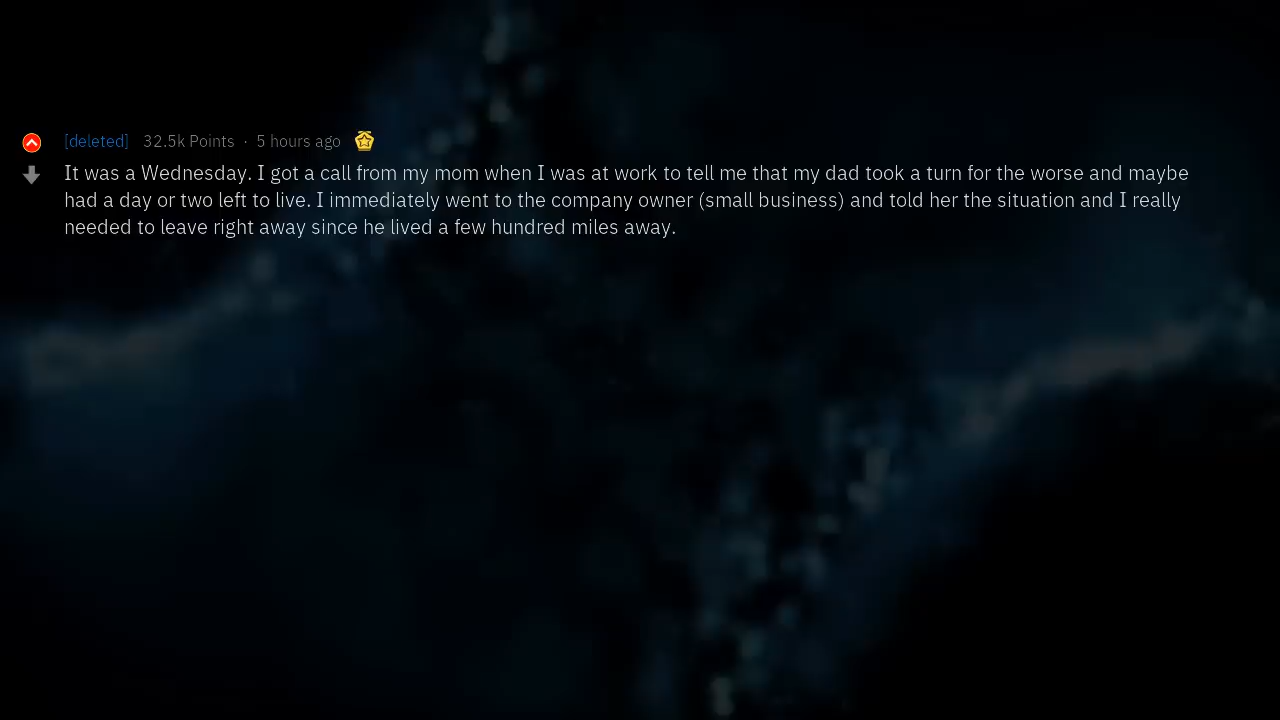 [deleted] 32.5k Points · 5 hours ago
It was a Wednesday. I got a call from my mom when I was at work to tell me that my dad took a turn for the worse and maybe
had a day or two left to live. I immediately went to the company owner (small business) and told her the situation and I really
needed to leave right away since he lived a few hundred miles away.